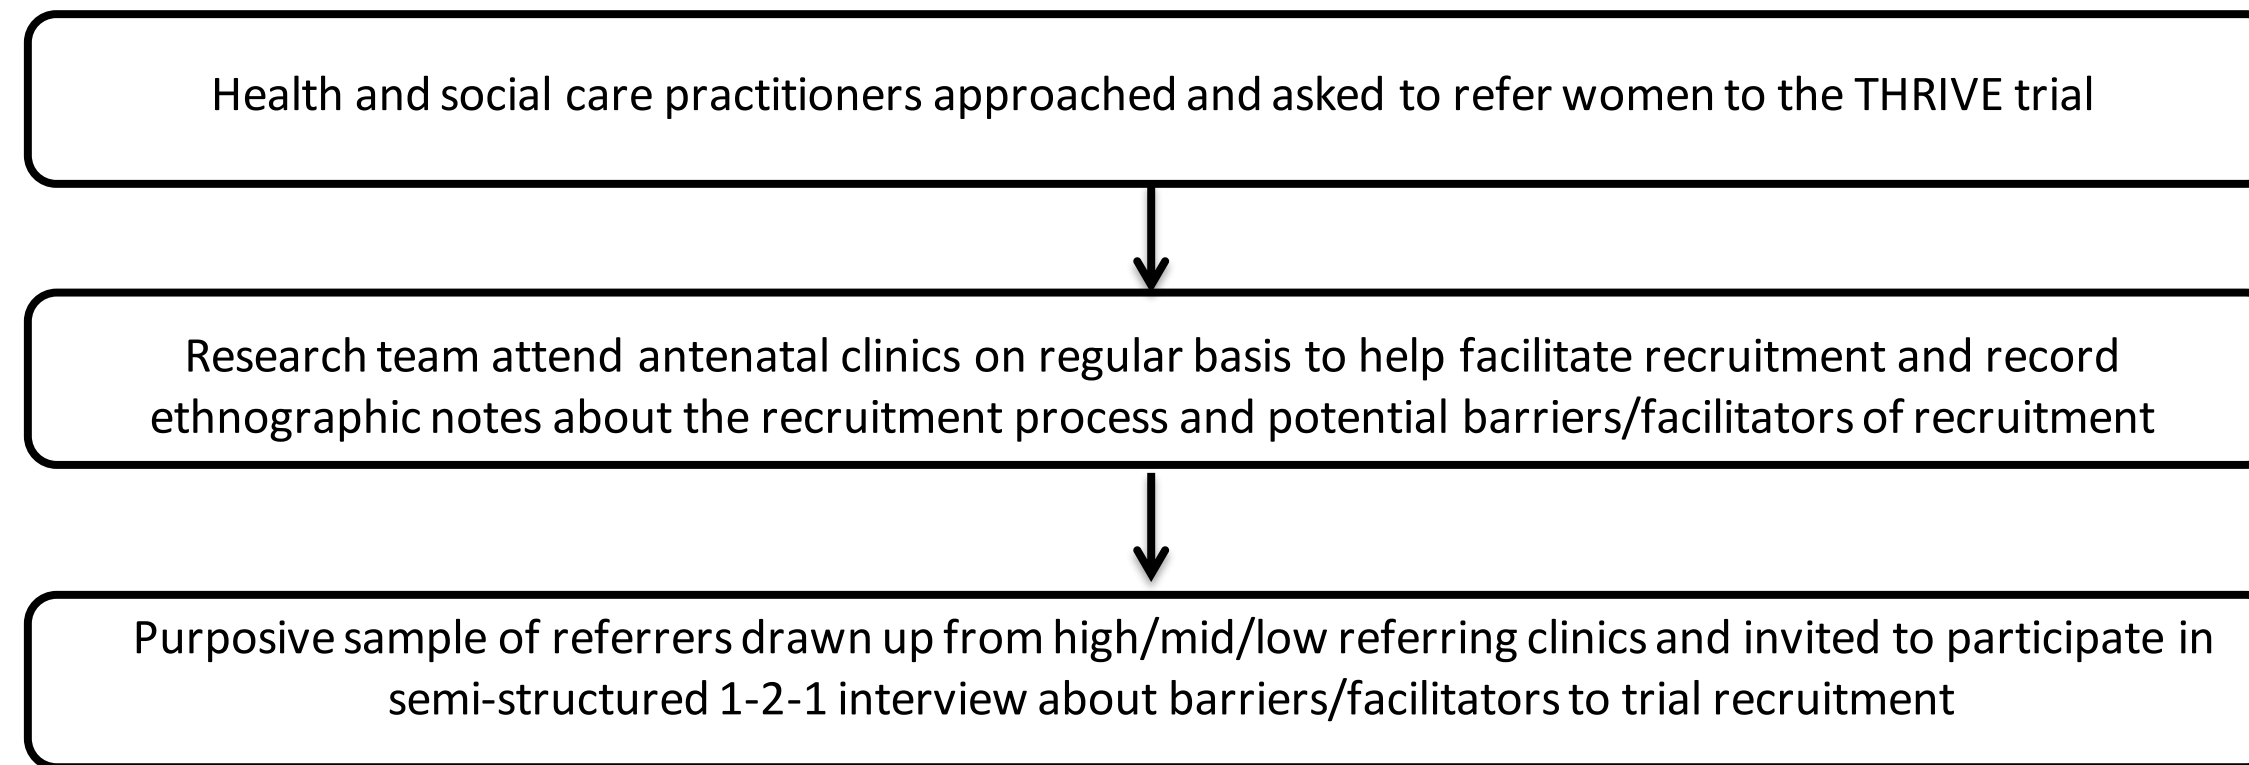 Health and social care practitioners approached and asked to refer women to the THRIVE trial
Research team attend antenatal clinics on regular basis to help facilitate recruitment and record
ethnographic notes about the recruitment process and potential barriers/facilitators of recruitment
Purposive sample of referrers drawn up from high/mid/low referring clinics and invited to participate in
semi-structured 1-2-1 interview about barriers/facilitators to trial recruitment